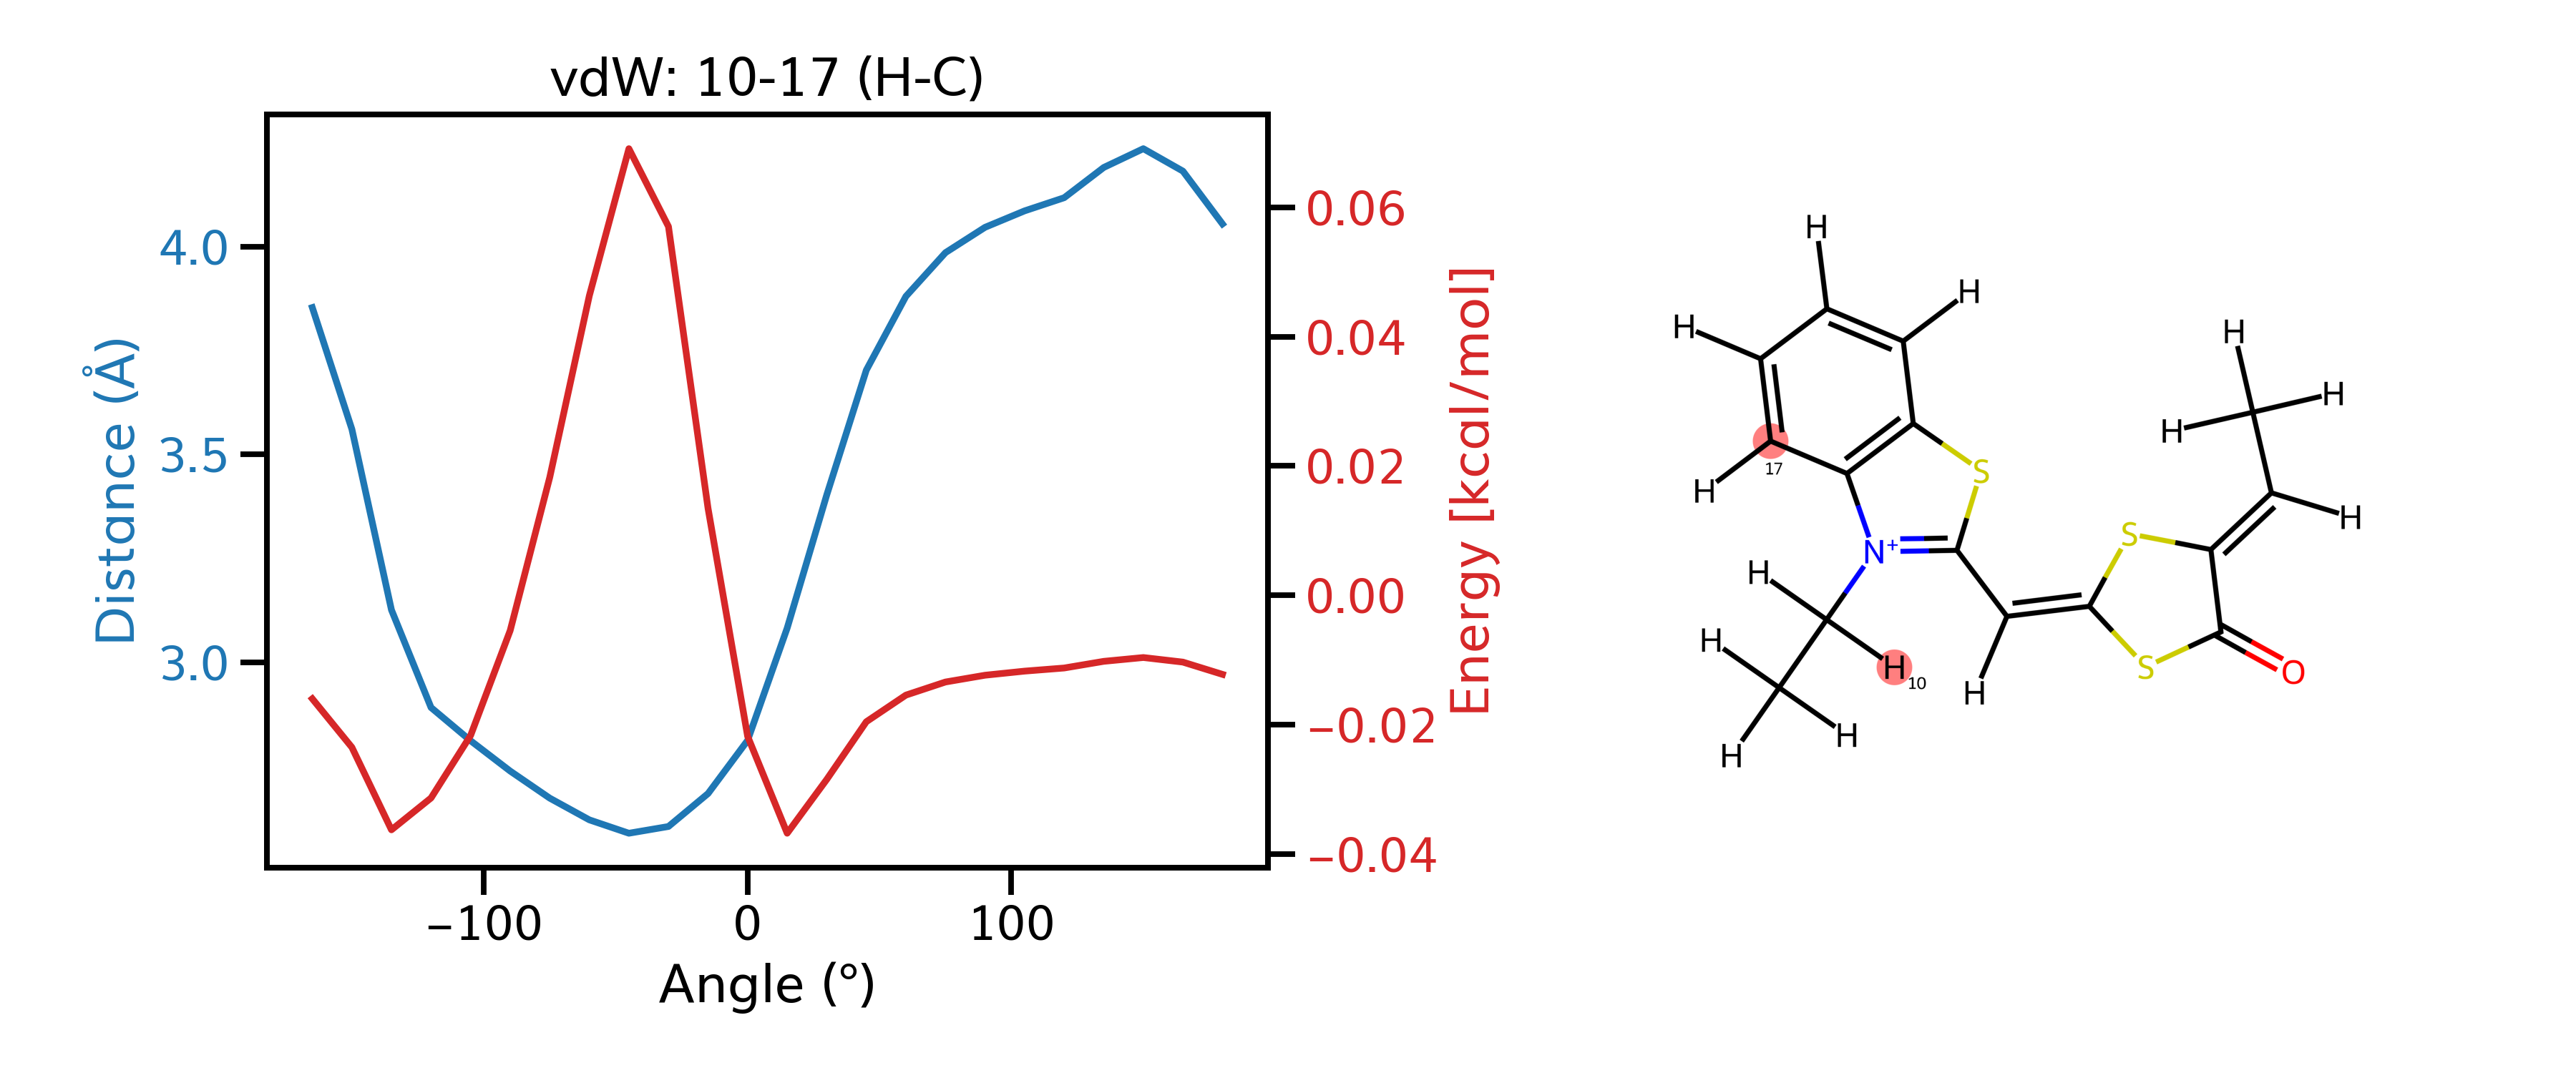 vdW: 10-17 (H-C)
4.0
3.5
3.0
Distance (Å)
0.06
0.04
0.02
0.00
−0.02
−0.04
Energy [kcal/mol]
−100
0
100
Angle (°)
H
H
H
H
H
H
17
S
H
H
S
N+
H
H
H
10
S
O
H
H
H